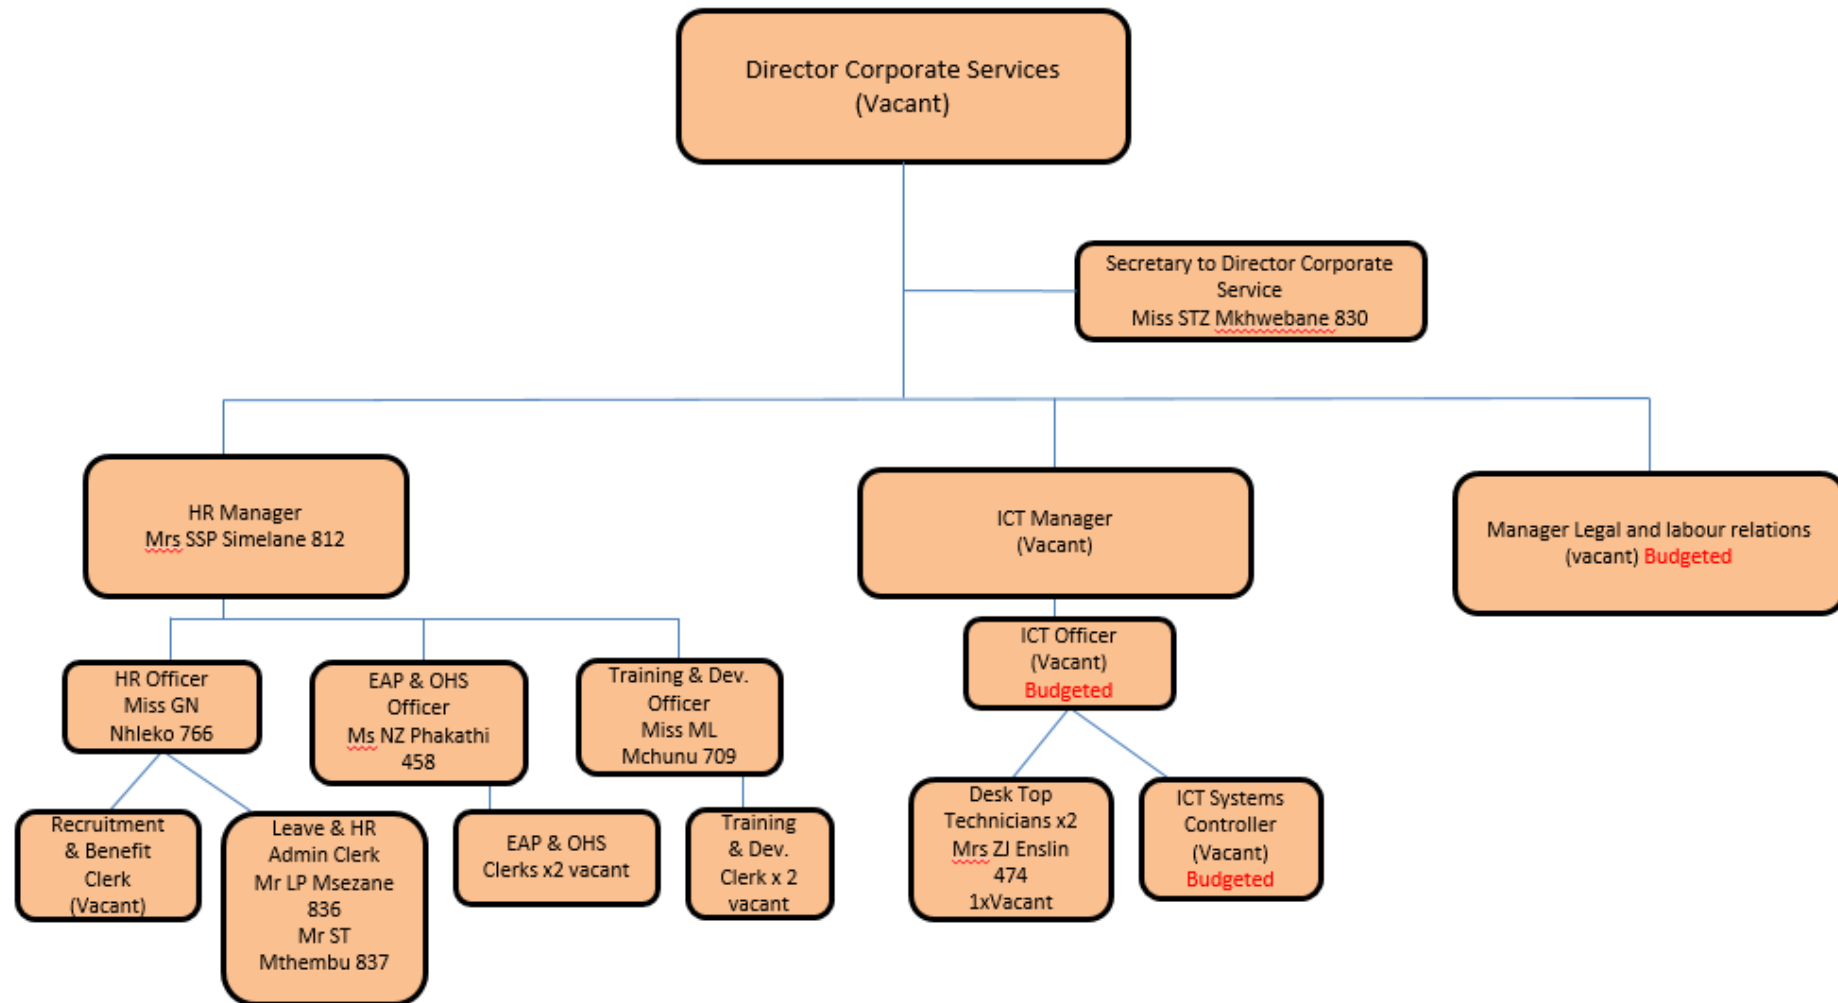 Director Corporate Services
(Vacant)
Secretary to Director Corporate
Service
Miss STZ Mkhwebane 830
HR Manager
Mrs SSP Simelane 812
ICT Manager
(Vacant)
Manager Legal and labour relations
(vacant) Budgeted
HR Officer
Miss GN
Nhleko 766
EAP & OHS
Officer
Ms NZ Phakathi
458
Training & Dev.
Officer
Miss ML
Mchunu 709
ICT Officer
(Vacant)
Budgeted
Recruitment
& Benefit
Clerk
(Vacant)
Leave & HR
Admin Clerk
Mr LP Msezane
836
Mr ST
Mthembu 837
EAP & OHS
Clerks x2 vacant
Training
& Dev.
Clerk x 2
vacant
Desk Top
Technicians x2
Mrs ZJ Enslin
474
1xVacant
ICT Systems
Controller
(Vacant)
Budgeted